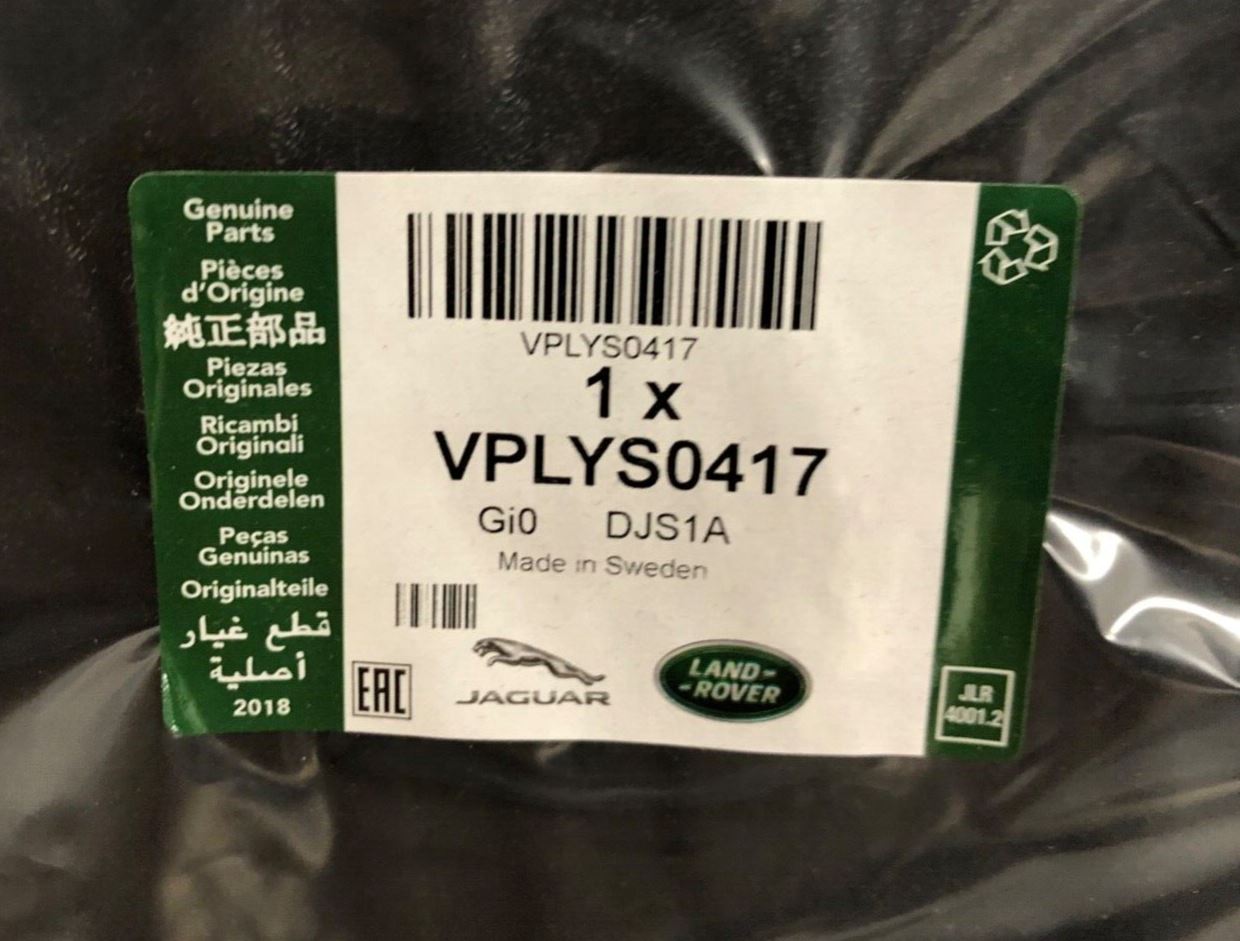 Genuine
Parts
Pièces
d'Origine
純正部品
Piezas
Originales
Ricambi
Originali
Originele
Onderdelen
Peças
Genuinas
Originalteile
قطع غيار
أصلية
2018
VPLYS0417
1 x
VPLYS0417
Gi0 DJS1A
Made in Sweden
EAC
JAGUAR
LAND-
-ROVER
JLR
4001.2